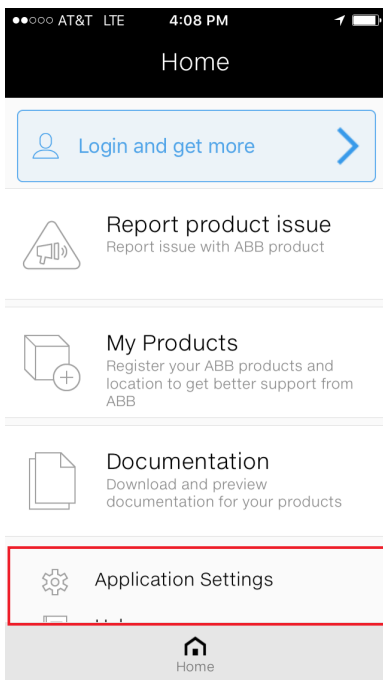 AT&T LTE 4:08 PM
Home
Login and get more
Report product issue
Report issue with ABB product
My Products
Register your ABB products and
location to get better support from
ABB
Documentation
Download and preview
documentation for your products
Application Settings
Home